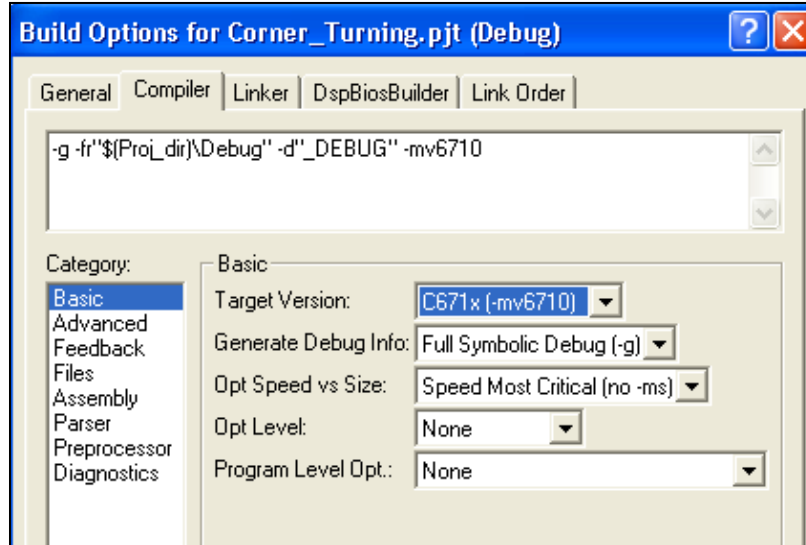 Build Options for Corner_Turning.pjt (Debug)
General Compiler Linker DspBiosBuilder Link Order
-g -fr"$(Proj_dir)\Debug" -d"_DEBUG" -mv6710
Category:
Basic
Advanced
Feedback
Files
Assembly
Parser
Preprocessor
Diagnostics
Basic
Target Version: C671x (-mv6710)
Generate Debug Info: Full Symbolic Debug (-g)
Opt Speed vs Size: Speed Most Critical (no -ms)
Opt Level: None
Program Level Opt.: None